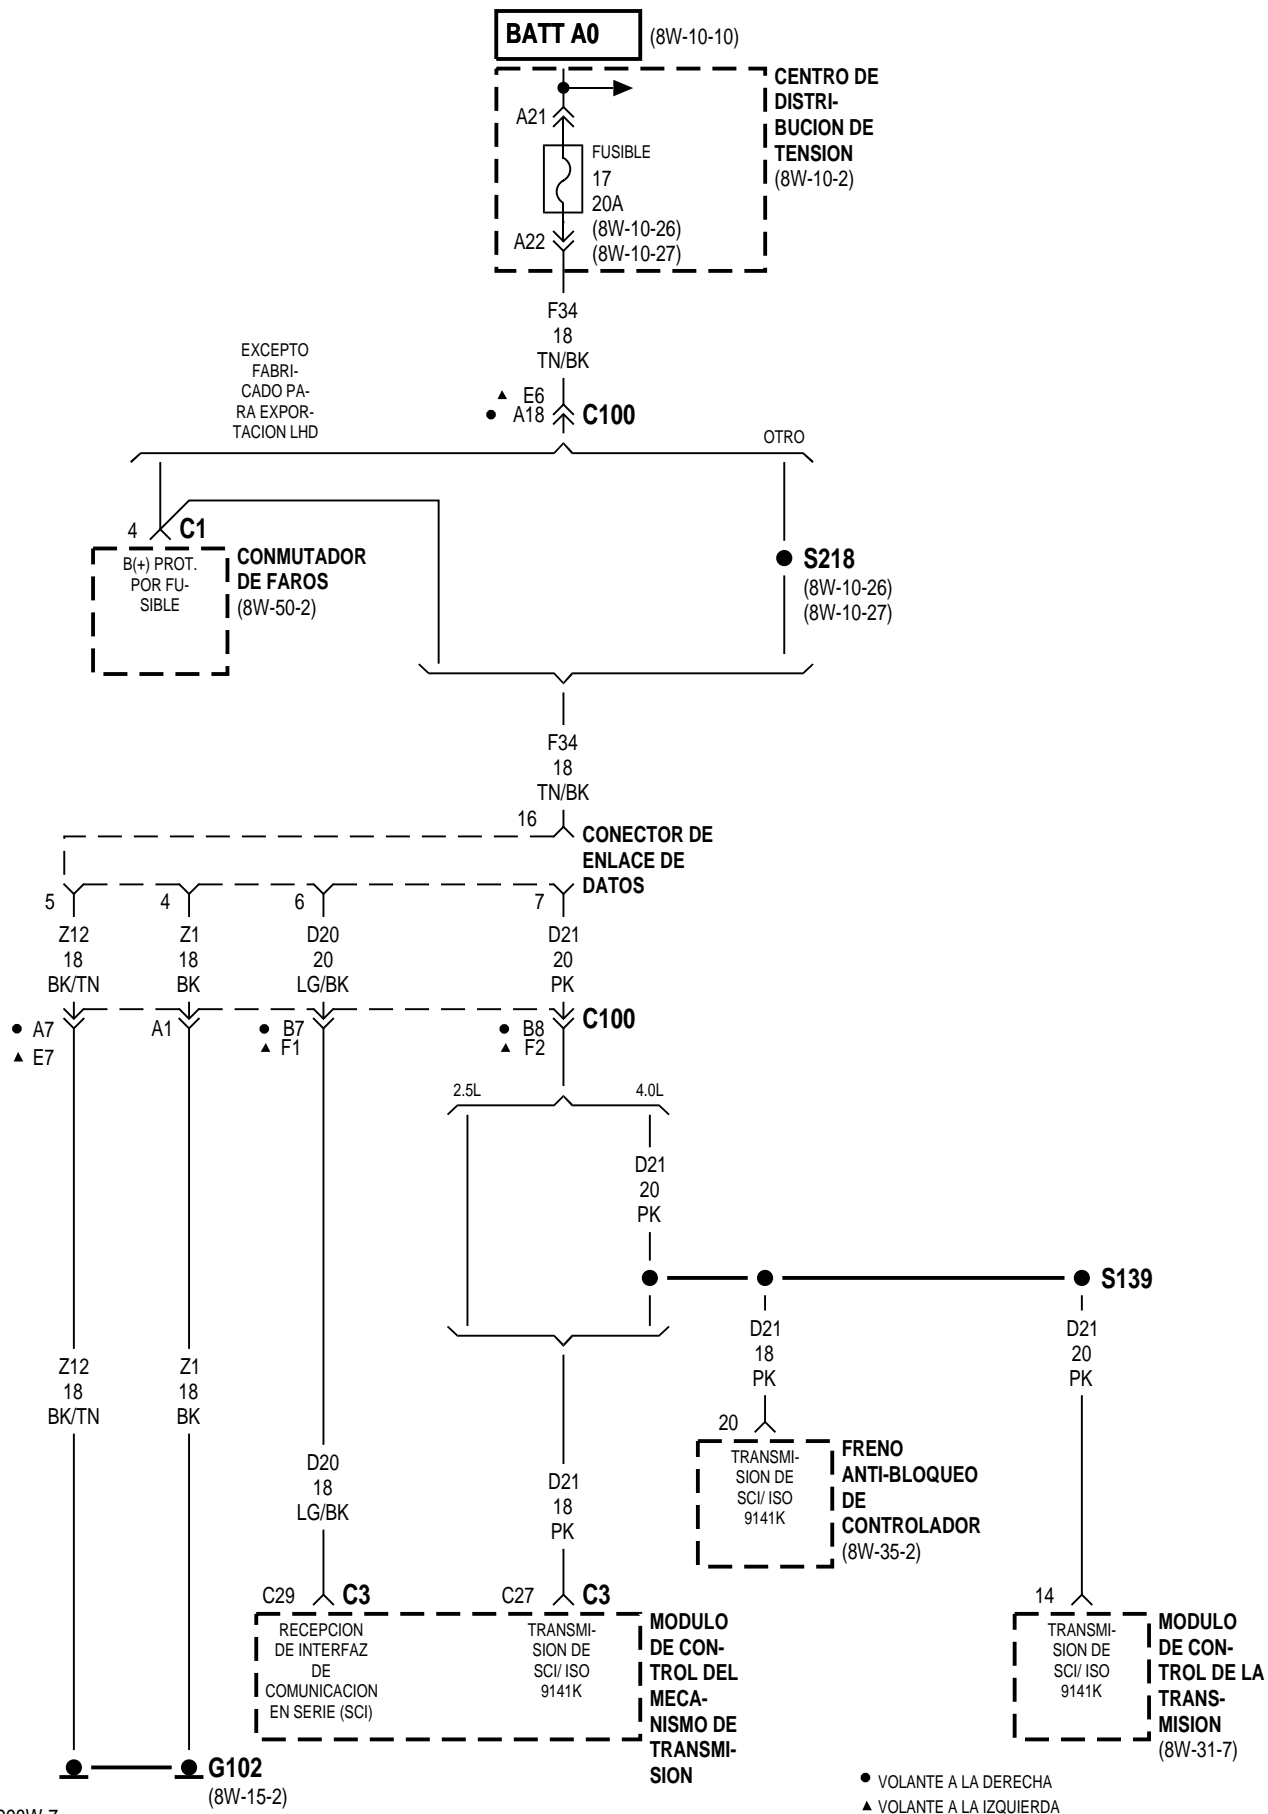 BATT A0
(8W-10-10)
CENTRO DE
DISTRI-
BUCION DE
TENSION
(8W-10-2)
A21
FUSIBLE
17
20A
(8W-10-26)
(8W-10-27)
A22
F34
18
TN/BK
EXCEPTO
FABRI-
CADO PA-
RA EXPOR-
TACION LHD
▲ E6
● A18
C100
OTRO
4
C1
B(+) PROT.
POR FU-
SIBLE
CONMUTADOR
DE FAROS
(8W-50-2)
S218
(8W-10-26)
(8W-10-27)
F34
18
TN/BK
16
CONECTOR DE
ENLACE DE
DATOS
5 4 6 7
Z12 Z1 D20 D21
18 18 20 20
BK/TN BK LG/BK PK
● A7 A1 ● B7 ● B8 C100
▲ E7 ▲ F1 ▲ F2
2.5L 4.0L
D21
20
PK
S139
D21 D21
18 20
PK PK
Z12 Z1
18 18
BK/TN BK
20
TRANSMI-
SION DE
SCI/ ISO
9141K
FRENO
ANTI-BLOQUEO
DE
CONTROLADOR
(8W-35-2)
D20
18
LG/BK
D21
18
PK
C29 C3
C27 C3
RECEPCION
DE INTERFAZ
DE
COMUNICACION
EN SERIE (SCI)
TRANSMI-
SION DE
SCI/ ISO
9141K
MODULO
DE CON-
TROL DEL
MECA-
NISMO DE
TRANSMI-
SION
14
TRANSMI-
SION DE
SCI/ ISO
9141K
MODULO
DE CON-
TROL DE LA
TRANS-
MISION
(8W-31-7)
G102
(8W-15-2)
● VOLANTE A LA DERECHA
▲ VOLANTE A LA IZQUIERDA